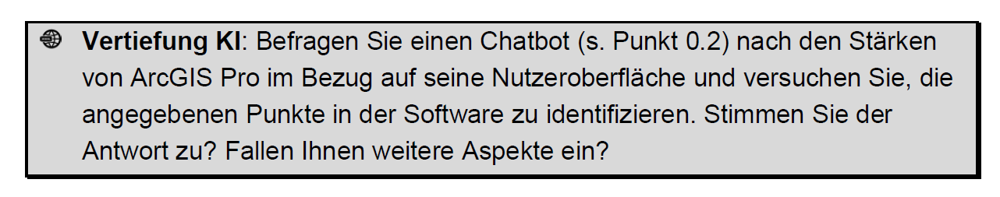 Vertiefung KI: Befragen Sie einen Chatbot (s. Punkt 0.2) nach den Stärken
von ArcGIS Pro im Bezug auf seine Nutzeroberfläche und versuchen Sie, die
angegebenen Punkte in der Software zu identifizieren. Stimmen Sie der
Antwort zu? Fallen Ihnen weitere Aspekte ein?